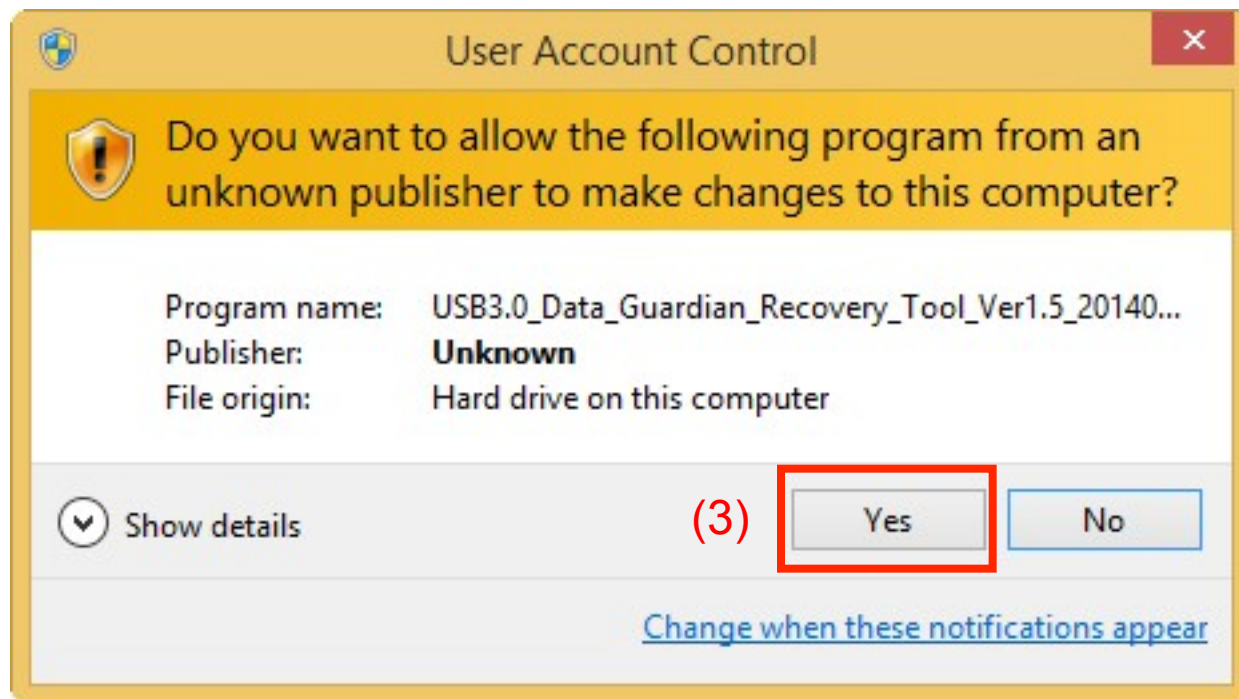 User Account Control
Do you want to allow the following program from an
unknown publisher to make changes to this computer?
Program name: USB3.0_Data_Guardian_Recovery_Tool_Ver1.5_20140...
Publisher: Unknown
File origin: Hard drive on this computer
Show details (3) Yes No
Change when these notifications appear